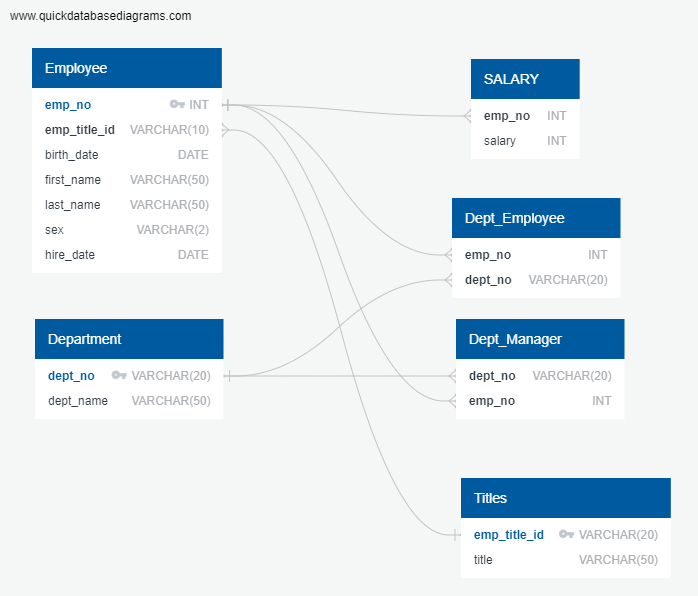 www.quickdatabasediagrams.com
Employee
emp_no INT
emp_title_id VARCHAR(10)
birth_date DATE
first_name VARCHAR(50)
last_name VARCHAR(50)
sex VARCHAR(2)
hire_date DATE
SALARY
emp_no INT
salary INT
Dept_Employee
emp_no INT
dept_no VARCHAR(20)
Department
dept_no VARCHAR(20)
dept_name VARCHAR(50)
Dept_Manager
dept_no VARCHAR(20)
emp_no INT
Titles
emp_title_id VARCHAR(20)
title VARCHAR(50)